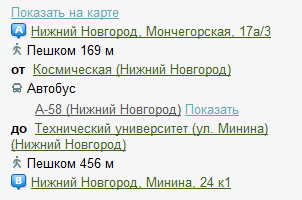 Показать на карте
А Нижний Новгород, Мончегорская, 17а/3
Пешком 169 м
от Космическая (Нижний Новгород)
Автобус
А-58 (Нижний Новгород) Показать
до Технический университет (ул. Минина)
(Нижний Новгород)
Пешком 456 м
В Нижний Новгород, Минина, 24 к1